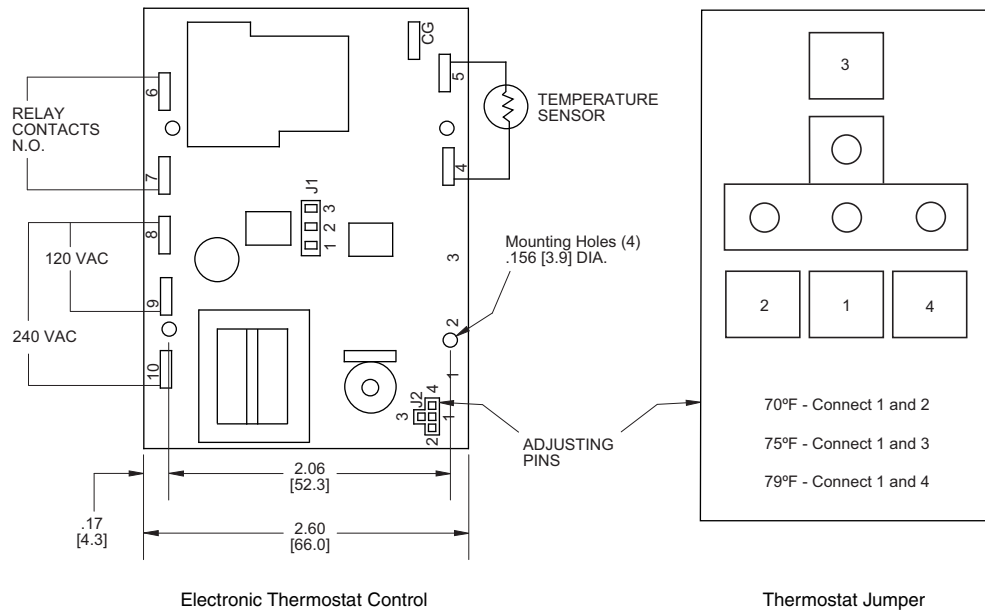 CG
6
5
RELAY
CONTACTS
N.O.
TEMPERATURE
SENSOR
7
4
J1
3
2
1
8
120 VAC
9
240 VAC
10
Mounting Holes (4)
.156 [3.9] DIA.
3
2
1
J2
4
3
1
2
ADJUSTING
PINS
2.06
[52.3]
.17
[4.3]
2.60
[66.0]
Electronic Thermostat Control
3
2
1
4
70ºF - Connect 1 and 2
75ºF - Connect 1 and 3
79ºF - Connect 1 and 4
Thermostat Jumper